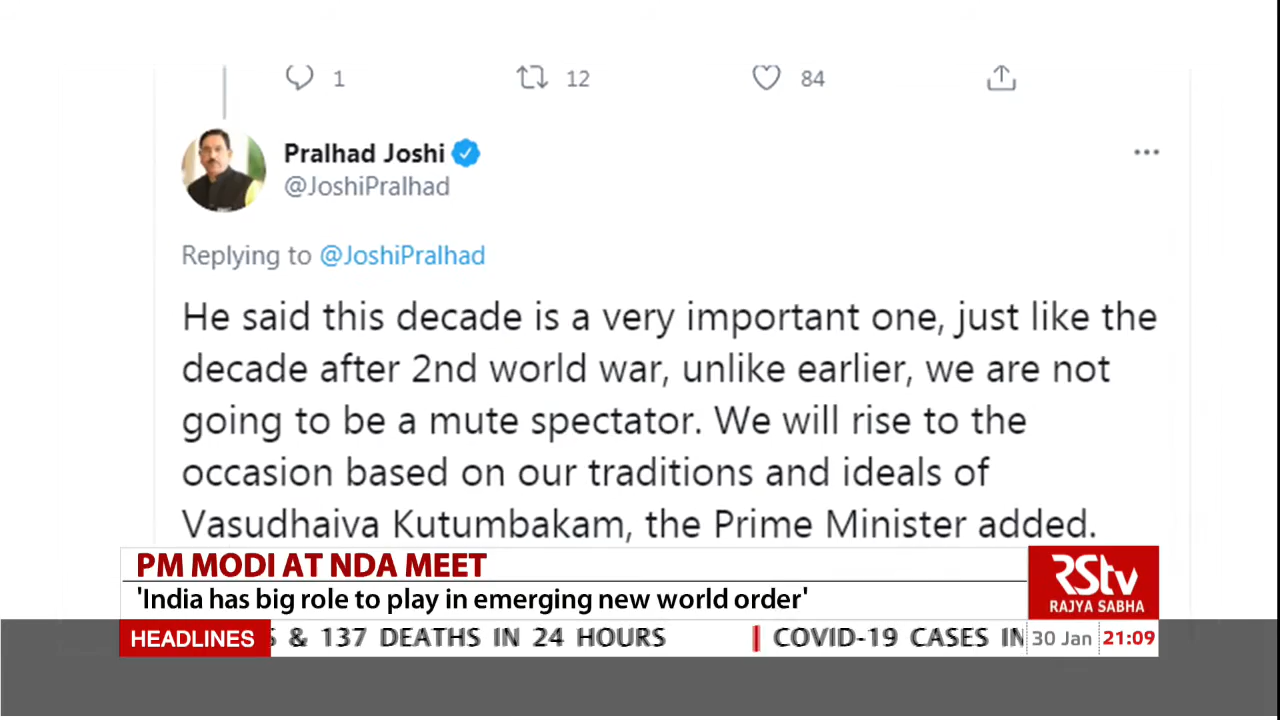 1 12 84
Pralhad Joshi
@JoshiPralhad
Replying to @JoshiPralhad
He said this decade is a very important one, just like the
decade after 2nd world war, unlike earlier, we are not
going to be a mute spectator. We will rise to the
occasion based on our traditions and ideals of
Vasudhaiva Kutumbakam, the Prime Minister added.
PM MODI AT NDA MEET
'India has big role to play in emerging new world order'
RSTV
RAJYA SABHA
HEADLINES & 137 DEATHS IN 24 HOURS | COVID-19 CASES IN 30 Jan 21:09